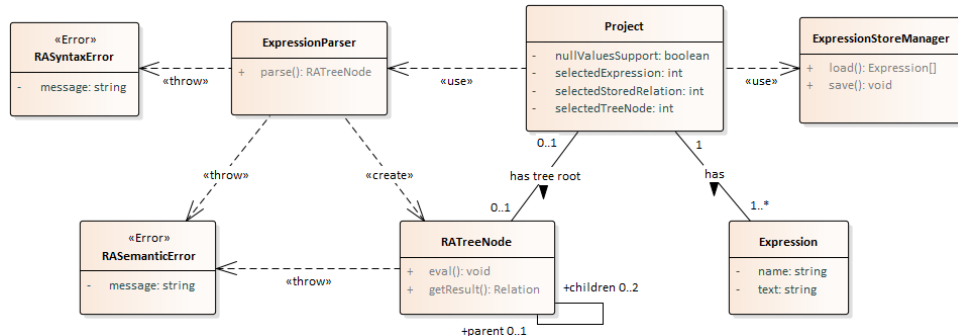 «Error»
RASyntaxError
- message: string
ExpressionParser
+ parse(): RATreeNode
Project
- nullValuesSupport: boolean
- selectedExpression: int
- selectedStoredRelation: int
- selectedTreeNode: int
ExpressionStoreManager
+ load(): Expression[]
+ save(): void
«throw»
«use»
«use»
0..1
1
«throw»
«create»
has tree root
has
0..1
1..*
«Error»
RASemanticError
- message: string
«throw»
RATreeNode
+ eval(): void
+ getResult(): Relation
Expression
- name: string
- text: string
+children 0..2
+parent 0..1